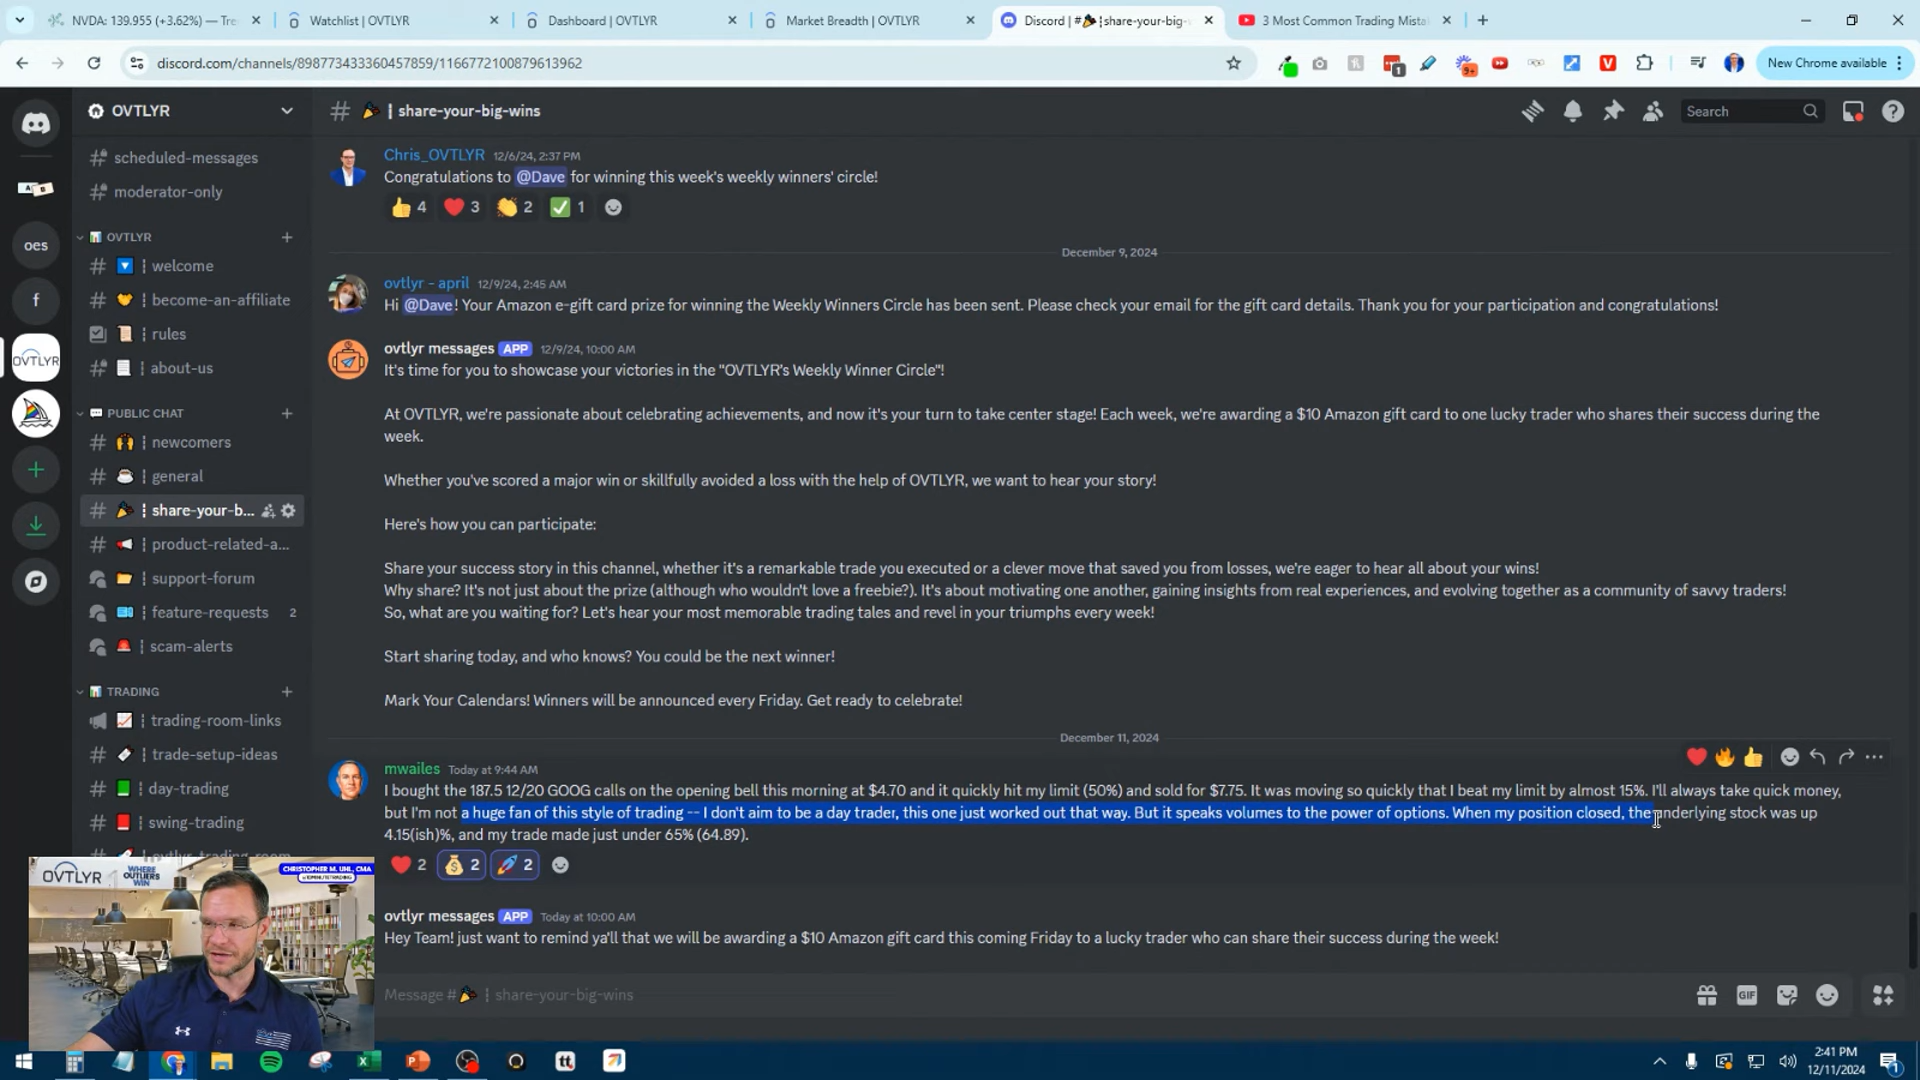 NVDA: 139.955 (+3.62%) — Tre
Watchlist | OVTLYR
Dashboard | OVTLYR
Market Breadth | OVTLYR
Discord | # | share-your-big-wi
3 Most Common Trading Mista
discord.com/channels/898773433360457859/1166772100879613962
1
9+
V
New Chrome available
OVTLYR
# | share-your-big-wins
Search
oes
f
OVTLYR
scheduled-messages
moderator-only
OVTLYR
welcome
become-an-affiliate
rules
about-us
PUBLIC CHAT
newcomers
general
share-your-b...
product-related-a...
support-forum
feature-requests 2
scam-alerts
TRADING
trading-room-links
trade-setup-ideas
day-trading
swing-trading
Chris_OVTLYR 12/6/24, 2:37 PM
Congratulations to @Dave for winning this week's weekly winners' circle!
4 3 2 1
December 9, 2024
ovtlyr - april 12/9/24, 2:45 AM
Hi @Dave! Your Amazon e-gift card prize for winning the Weekly Winners Circle has been sent. Please check your email for the gift card details. Thank you for your participation and congratulations!
ovtlyr messages APP 12/9/24, 10:00 AM
It's time for you to showcase your victories in the "OVTLYR's Weekly Winner Circle"!
At OVTLYR, we're passionate about celebrating achievements, and now it's your turn to take center stage! Each week, we're awarding a $10 Amazon gift card to one lucky trader who shares their success during the
week.
Whether you've scored a major win or skillfully avoided a loss with the help of OVTLYR, we want to hear your story!
Here's how you can participate:
Share your success story in this channel, whether it's a remarkable trade you executed or a clever move that saved you from losses, we're eager to hear all about your wins!
Why share? It's not just about the prize (although who wouldn't love a freebie?). It's about motivating one another, gaining insights from real experiences, and evolving together as a community of savvy traders!
So, what are you waiting for? Let's hear your most memorable trading tales and revel in your triumphs every week!
Start sharing today, and who knows? You could be the next winner!
Mark Your Calendars! Winners will be announced every Friday. Get ready to celebrate!
December 11, 2024
mwailes Today at 9:44 AM
I bought the 187.5 12/20 GOOG calls on the opening bell this morning at $4.70 and it quickly hit my limit (50%) and sold for $7.75. It was moving so quickly that I beat my limit by almost 15%. I'll always take quick money,
but I'm not a huge fan of this style of trading -- I don't aim to be a day trader, this one just worked out that way. But it speaks volumes to the power of options. When my position closed, the underlying stock was up
4.15(ish)%, and my trade made just under 65% (64.89).
2 2 2
ovtlyr messages APP Today at 10:00 AM
Hey Team! just want to remind ya'll that we will be awarding a $10 Amazon gift card this coming Friday to a lucky trader who can share their success during the week!
Message # | share-your-big-wins
GIF
OVTLYR
WHERE
OUTLIERS
WIN
CHRISTOPHER M. UHL, CMA
tt
2:41 PM
12/11/2024
1